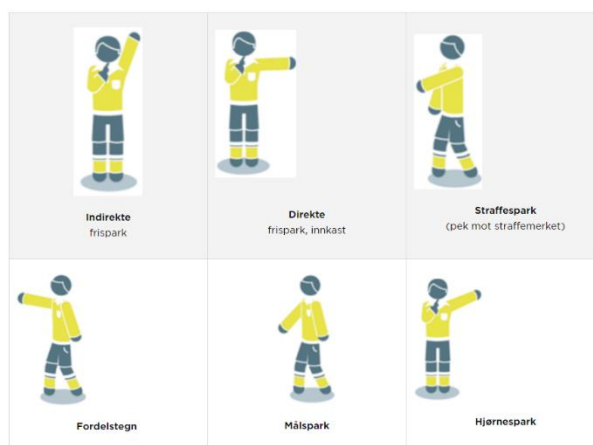 Indirekte
frispark
Direkte
frispark, innkast
Straffespark
(pek mot straffemerket)
Fordelstegn
Målspark
Hjørnespark